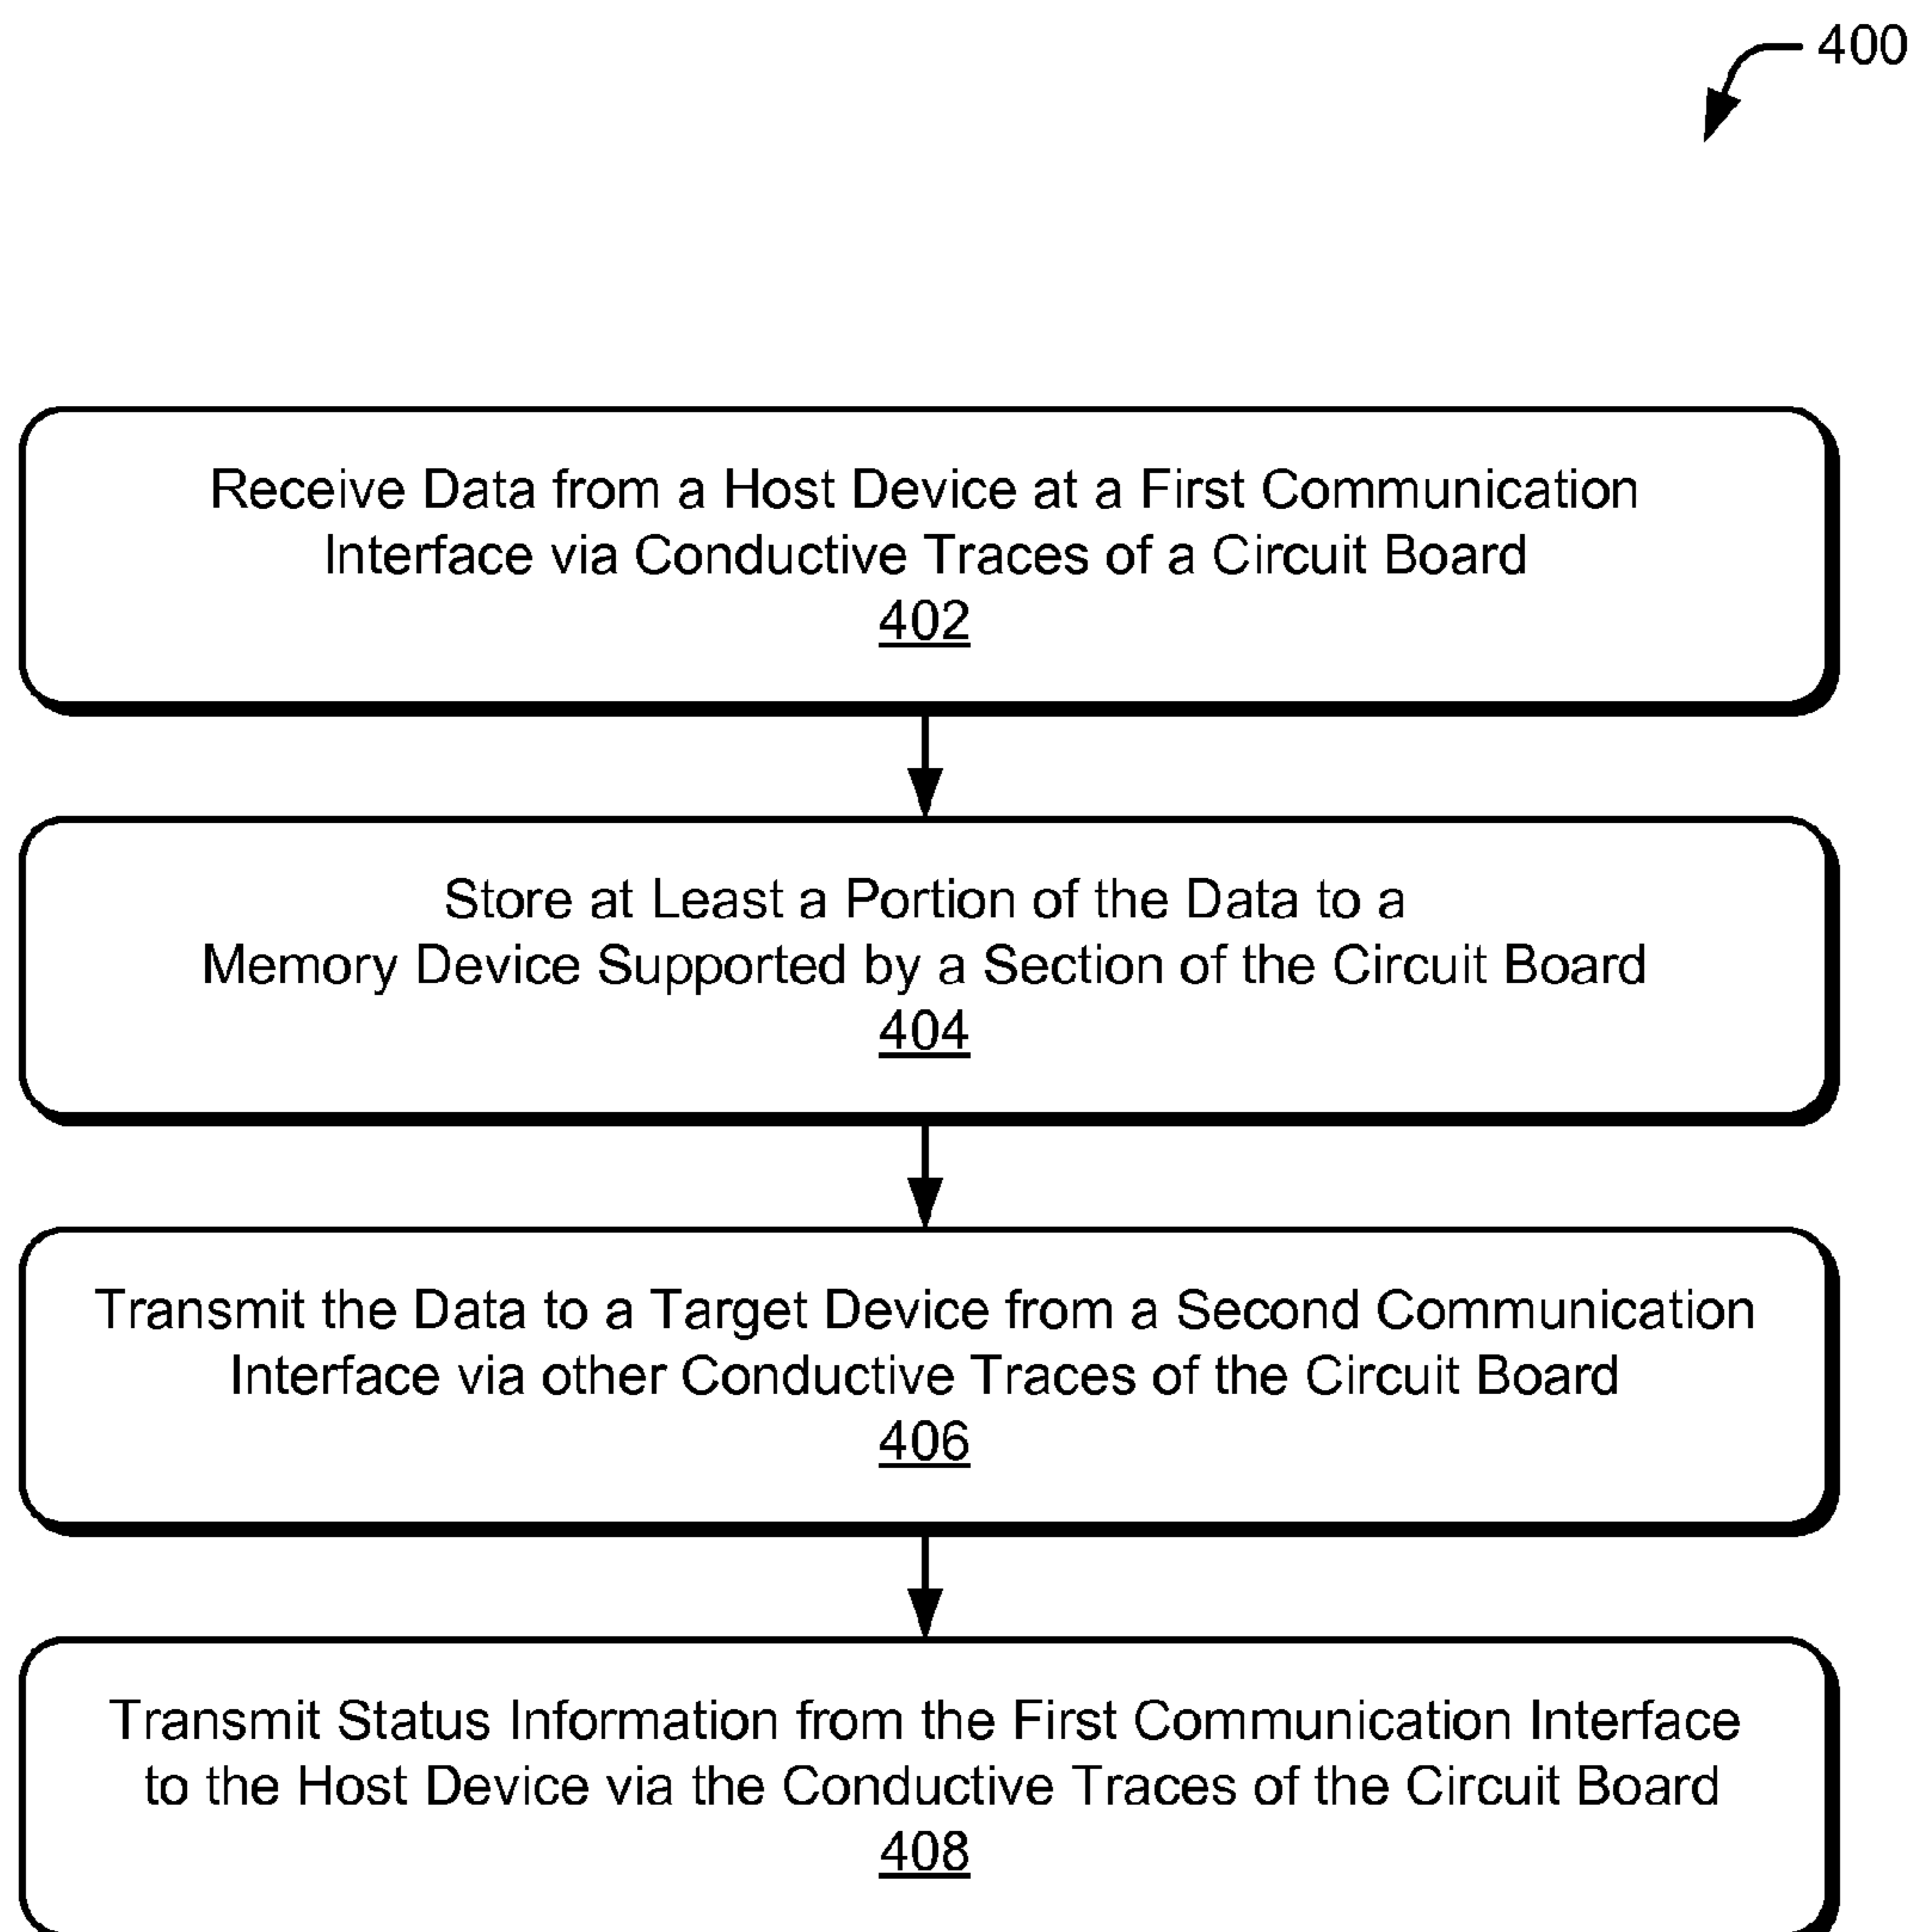 400
Receive Data from a Host Device at a First Communication
Interface via Conductive Traces of a Circuit Board
402
Store at Least a Portion of the Data to a
Memory Device Supported by a Section of the Circuit Board
404
Transmit the Data to a Target Device from a Second Communication
Interface via other Conductive Traces of the Circuit Board
406
Transmit Status Information from the First Communication Interface
to the Host Device via the Conductive Traces of the Circuit Board
408